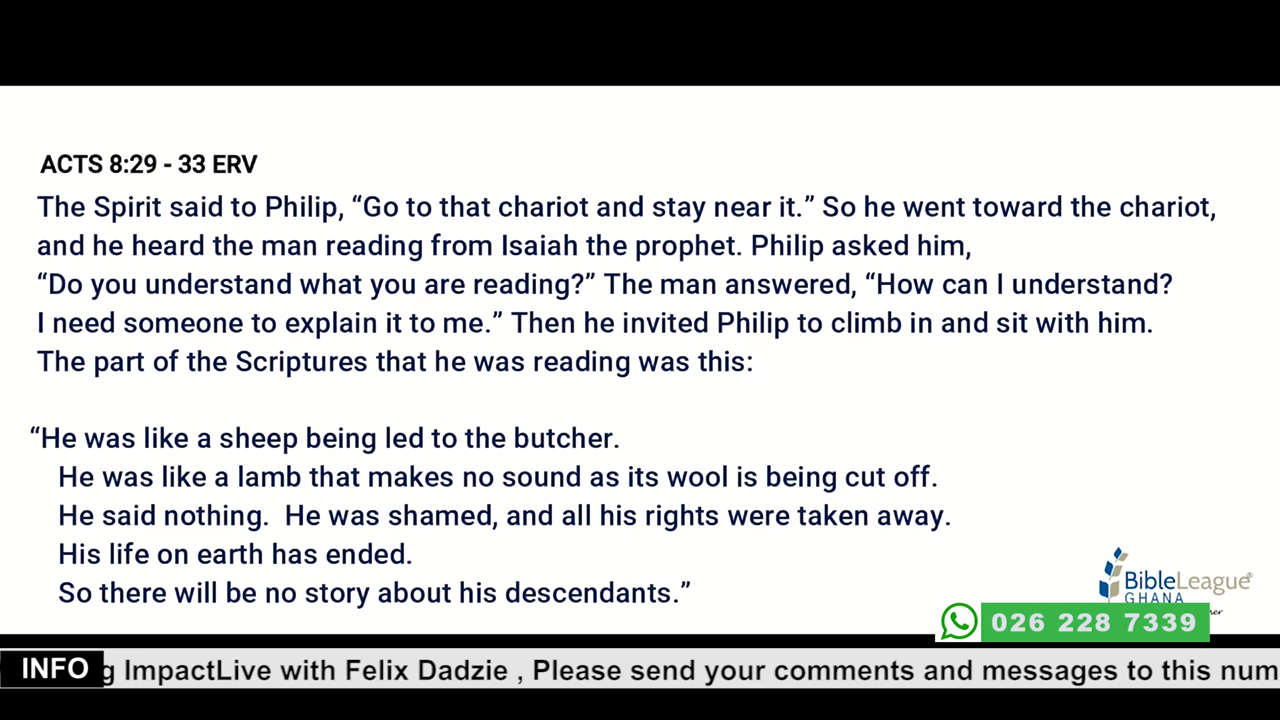 ACTS 8:29 - 33 ERV
The Spirit said to Philip, “Go to that chariot and stay near it.” So he went toward the chariot,
and he heard the man reading from Isaiah the prophet. Philip asked him,
“Do you understand what you are reading?” The man answered, “How can I understand?
I need someone to explain it to me.” Then he invited Philip to climb in and sit with him.
The part of the Scriptures that he was reading was this:
“He was like a sheep being led to the butcher.
He was like a lamb that makes no sound as its wool is being cut off.
He said nothing.  He was shamed, and all his rights were taken away.
His life on earth has ended.
So there will be no story about his descendants.”
BibleLeague®
GHANA
026 228 7339
INFO
g ImpactLive with Felix Dadzie , Please send your comments and messages to this num